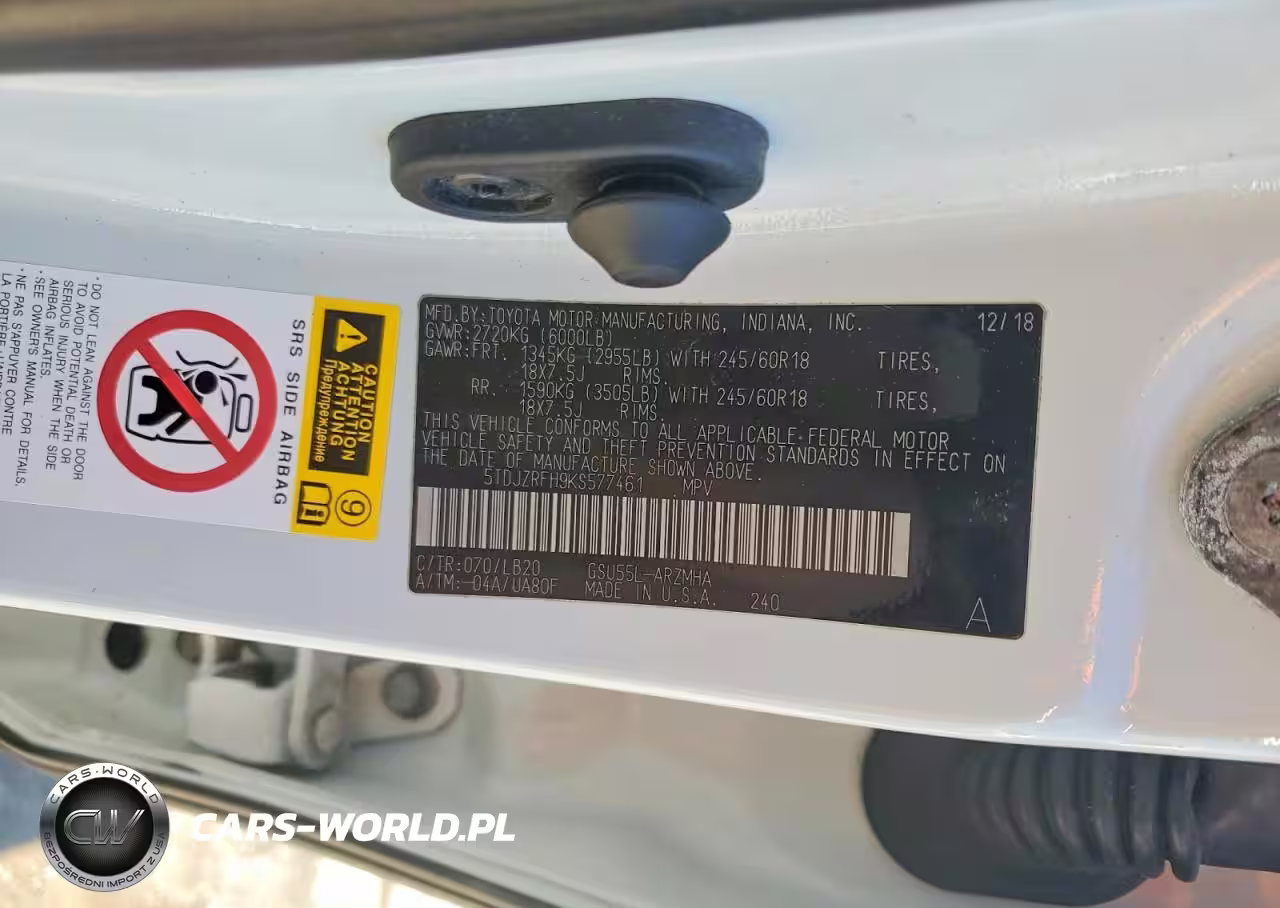 MFD.BY:TOYOTA MOTOR MANUFACTURING, INDIANA, INC. 12/18
GVWR:2720KG (6000LB)
GAWR:FRT. 1345KG (2955LB) WITH 245/60R18 TIRES,
18X7.5J RIMS.
RR. 1590KG (3505LB) WITH 245/60R18 TIRES,
18X7.5J RIMS.
THIS VEHICLE CONFORMS TO ALL APPLICABLE FEDERAL MOTOR
VEHICLE SAFETY AND THEFT PREVENTION STANDARDS IN EFFECT ON
THE DATE OF MANUFACTURE SHOWN ABOVE.
5TDJZRFH9KS577461 MPV
C/TR:070/LB20 GSU55L-ARZMHA
A/TM:-04A/UA80F MADE IN U.S.A. 240
A
CAUTION
ATTENTION
ACHTUNG
Предупреждение
9
SRS SIDE AIRBAG
•DO NOT LEAN AGAINST THE DOOR
TO AVOID POTENTIAL DEATH OR
SERIOUS INJURY WHEN THE SIDE
AIRBAG INFLATES.
•SEE OWNER'S MANUAL FOR DETAILS.
•NE PAS S'APPUYER CONTRE
CARS-WORLD
CW
BEZPOŚREDNI IMPORT Z USA
CARS-WORLD.PL